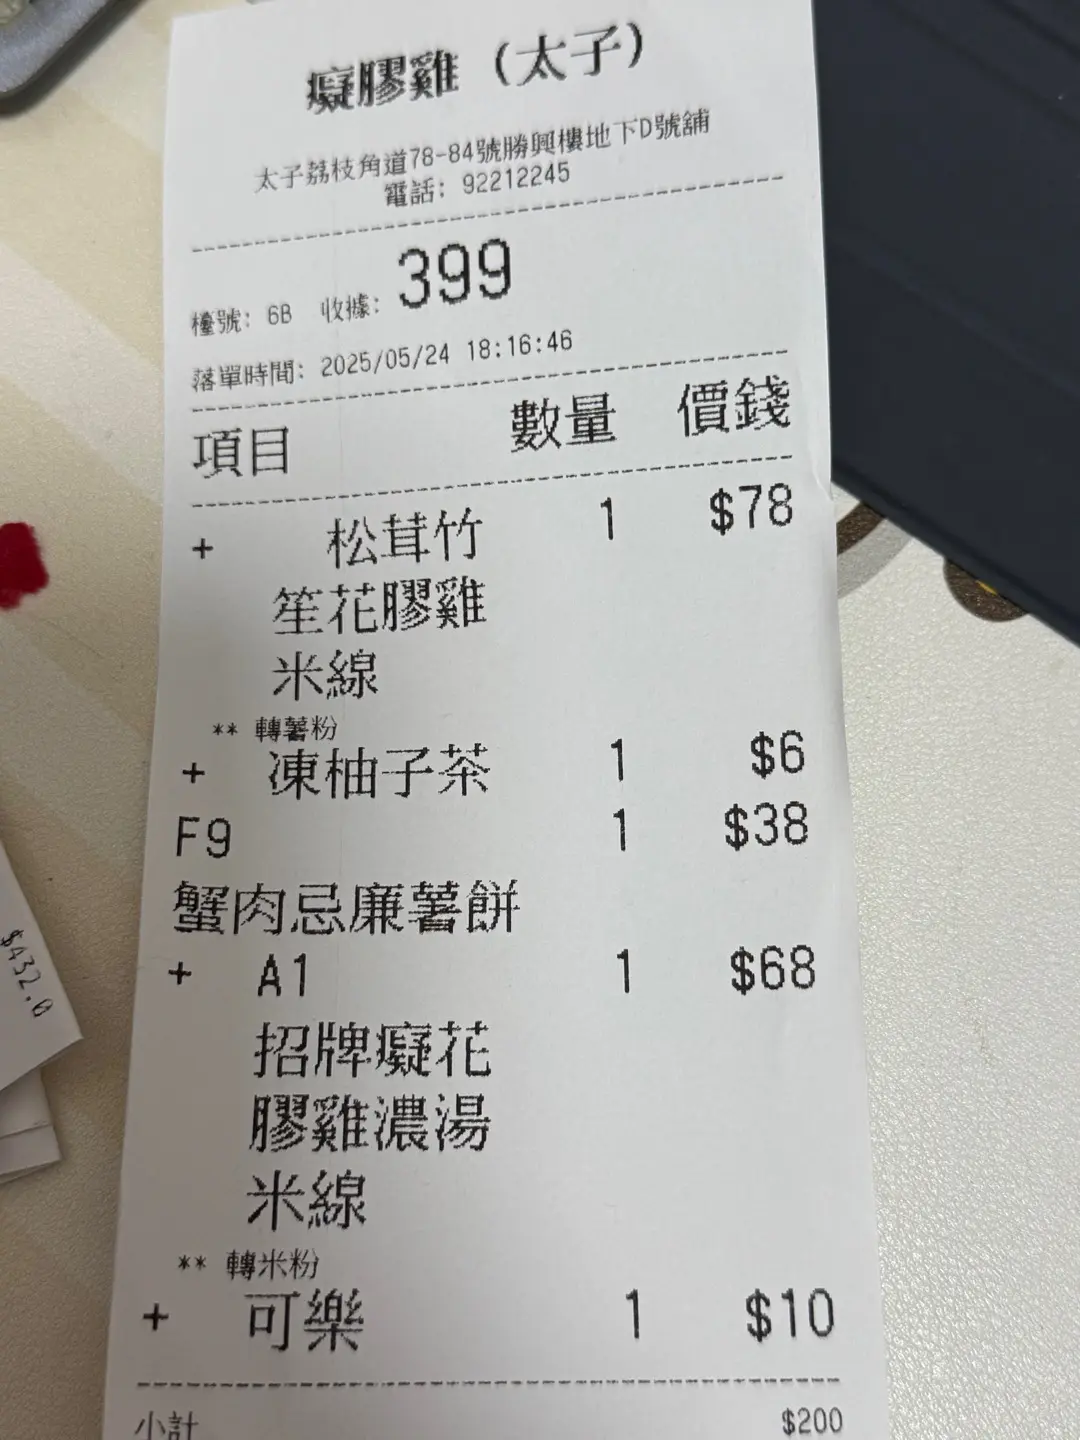 癡膠雞（太子）
太子荔枝角道78-84號勝興樓地下D號舖
電話: 92212245
檯號: 6B 收據: 399
落單時間: 2025/05/24 18:16:46
項目 數量 價錢
+ 松茸竹 1 $78
笙花膠雞
米線
** 轉薯粉
+ 凍柚子茶 1 $6
F9 1 $38
蟹肉忌廉薯餅
+ A1 1 $68
招牌癡花
膠雞濃湯
米線
** 轉米粉
+ 可樂 1 $10
小計 $200
$432.0